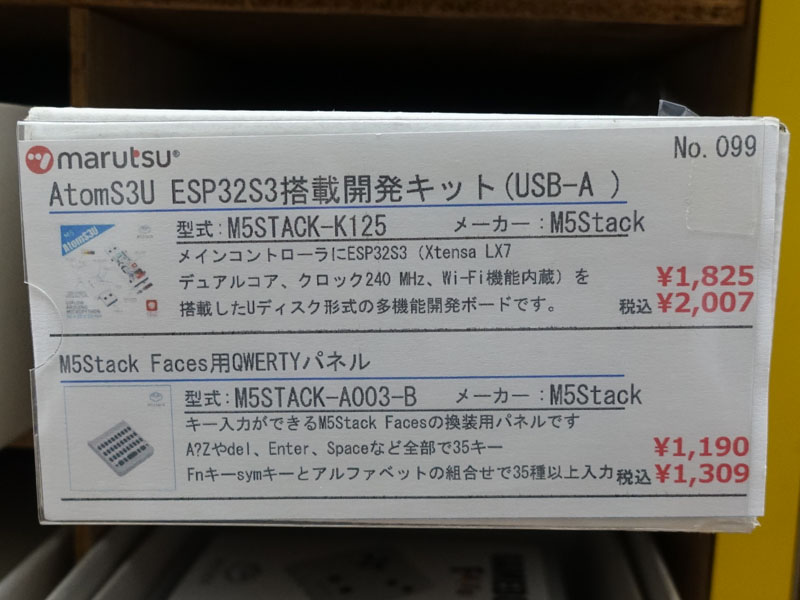 marutsu®
No. 099
AtomS3U ESP32S3搭載開発キット(USB-A )
AtomS3U
型式:M5STACK-K125 メーカー:M5Stack
メインコントローラにESP32S3 (Xtensa LX7
デュアルコア、クロック240 MHz、Wi-Fi機能内蔵) を
搭載したUディスク形式の多機能開発ボードです。
¥1,825
税込 ¥2,007
M5Stack Faces用QWERTYパネル
型式:M5STACK-A003-B メーカー:M5Stack
キー入力ができるM5Stack Facesの換装用パネルです
A?Zやdel、Enter、Spaceなど全部で35キー
Fnキーsymキーとアルファベットの組合せで35種以上入力
¥1,190
税込 ¥1,309